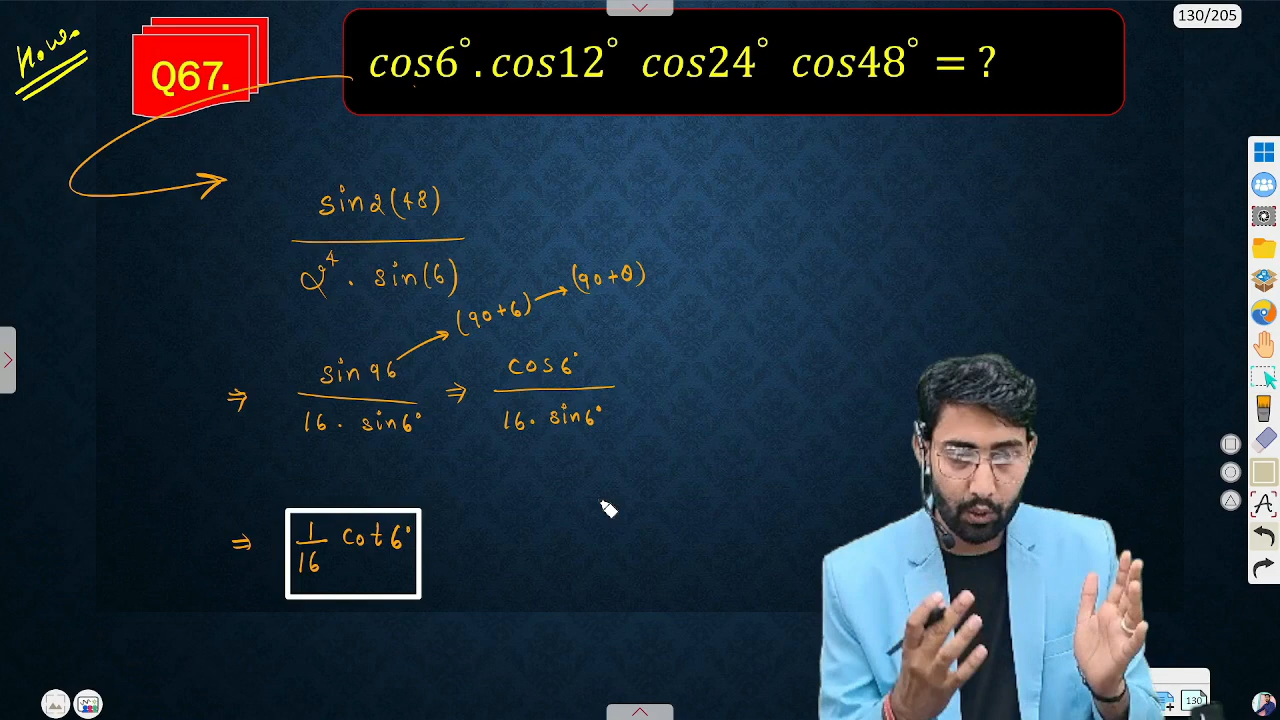 130/205
H.w.
Q67.
cos6°.cos12° cos24° cos48° = ?
sin2(48)
2⁴ . sin(6)
(90+6) → (90+θ)
⇒ sin96 ⇒ cos6°
16 . sin6° 16 . sin6°
⇒ 1/16 cot6°
130